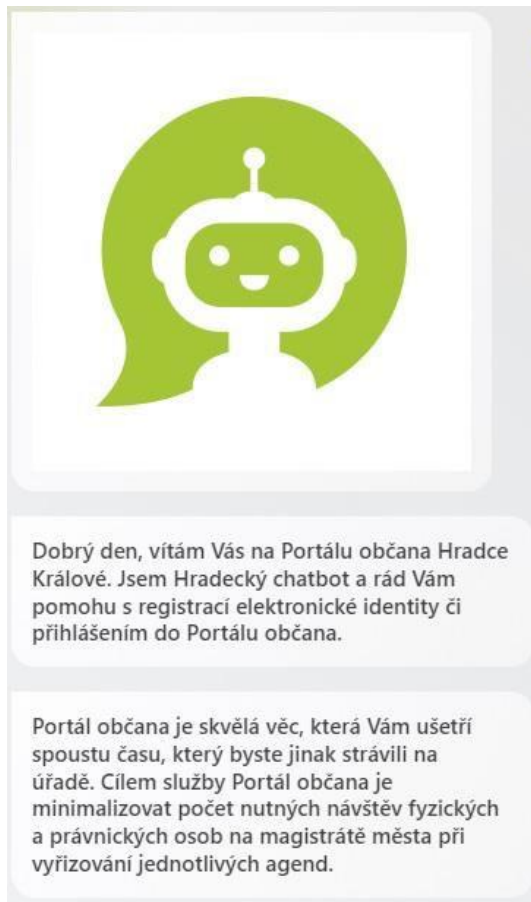 Dobrý den, vítám Vás na Portálu občana Hradce
Králové. Jsem Hradecký chatbot a rád Vám
pomohu s registrací elektronické identity či
přihlášením do Portálu občana.
Portál občana je skvělá věc, která Vám ušetří
spoustu času, který byste jinak strávili na
úřadě. Cílem služby Portál občana je
minimalizovat počet nutných návštěv fyzických
a právnických osob na magistrátě města při
vyřizování jednotlivých agend.